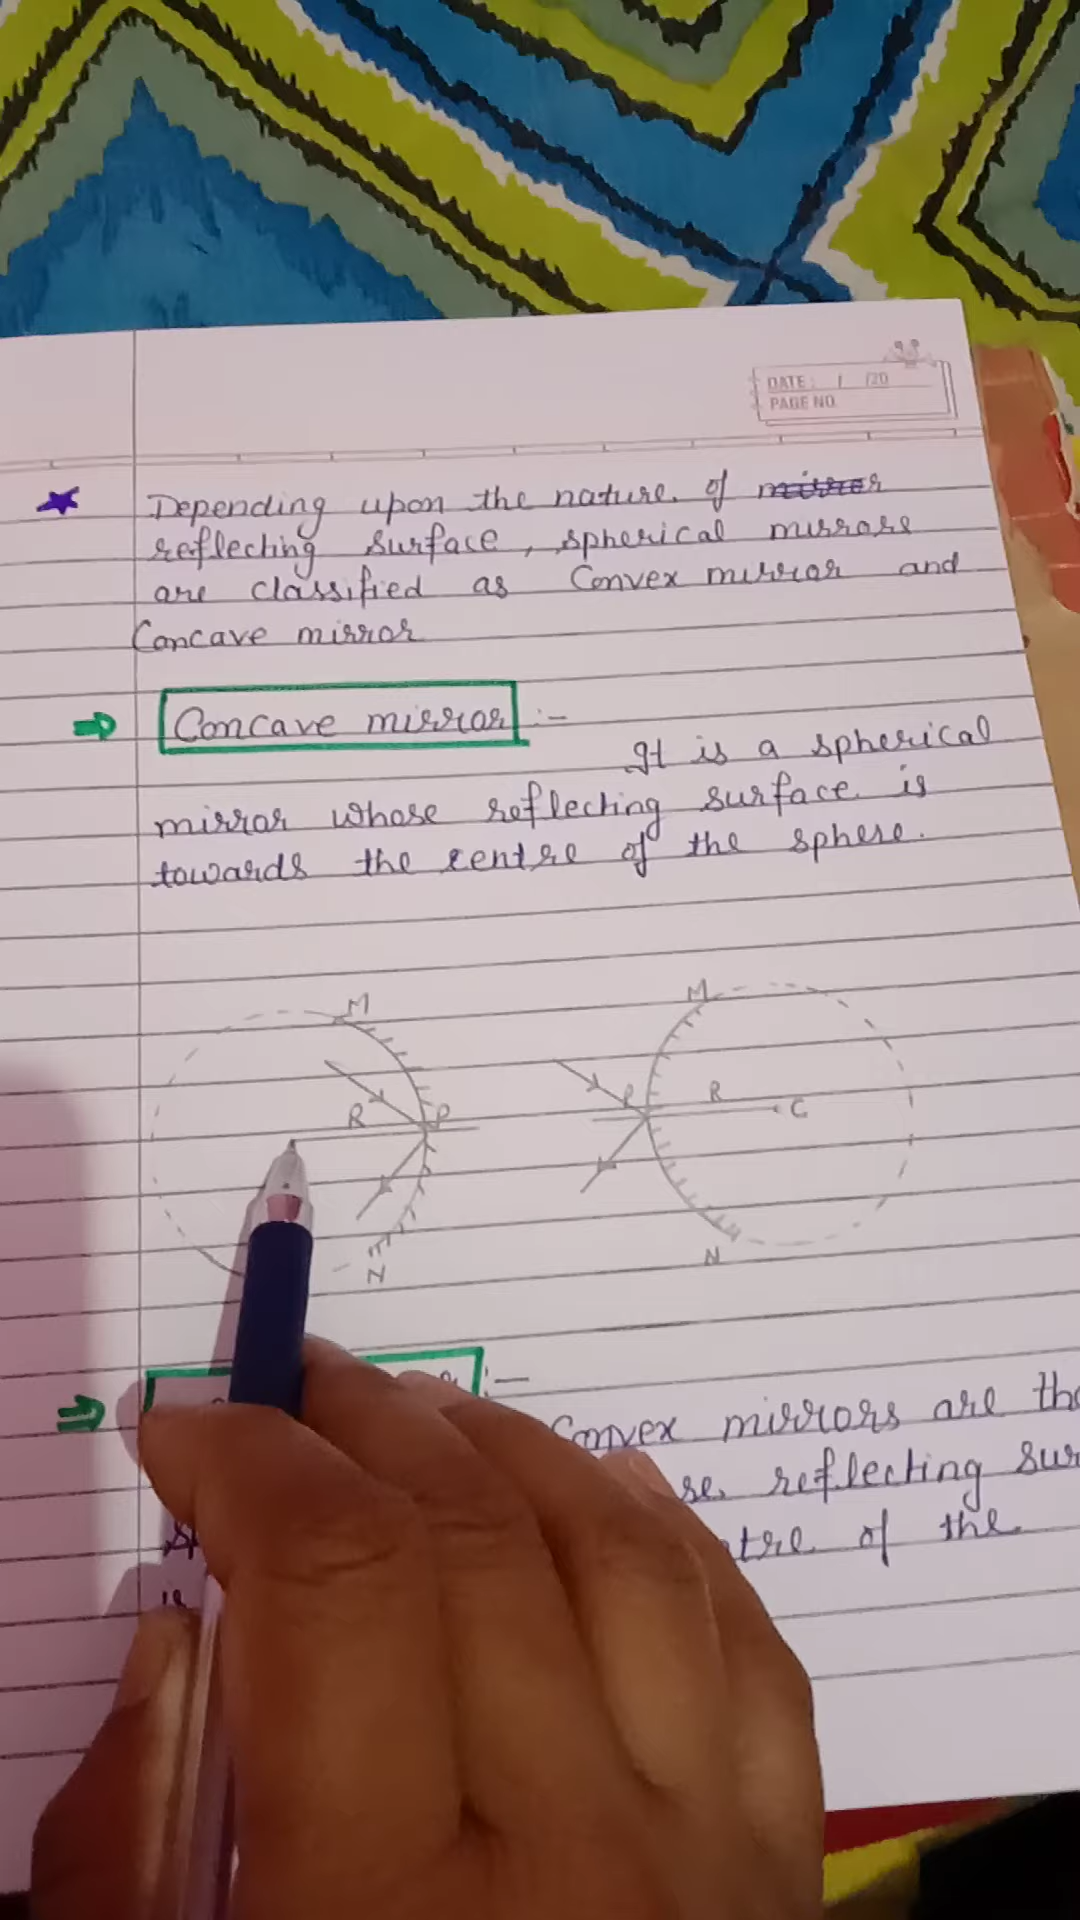 DATE: / /20
PAGE NO.
Depending upon the nature of mirror
reflecting surface, spherical mirrors
are classified as Convex mirror and
Concave mirror
Concave mirror :-
It is a spherical
mirror whose reflecting surface is
towards the centre of the sphere.
M M
R P P R C
N N
:-
Convex mirrors are the
reflecting
of the
is